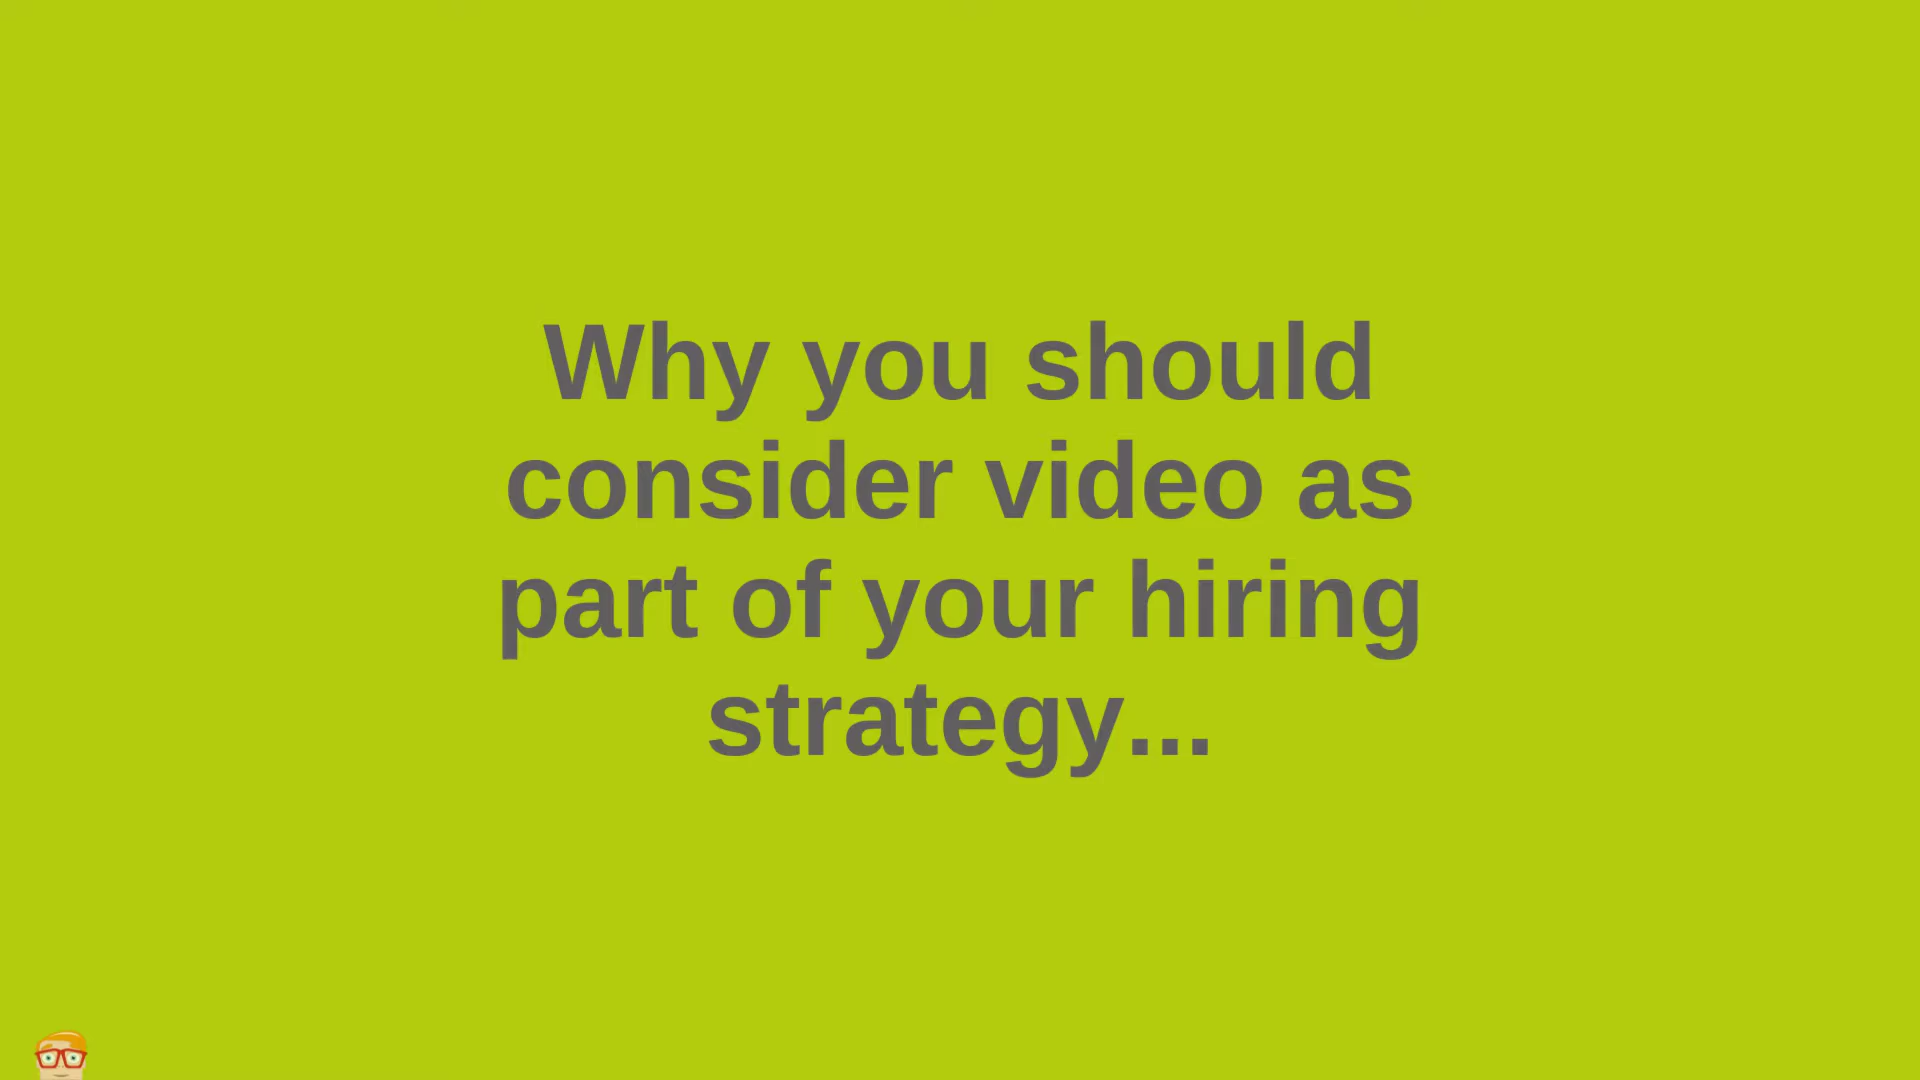 Why you should
consider video as
part of your hiring
strategy...